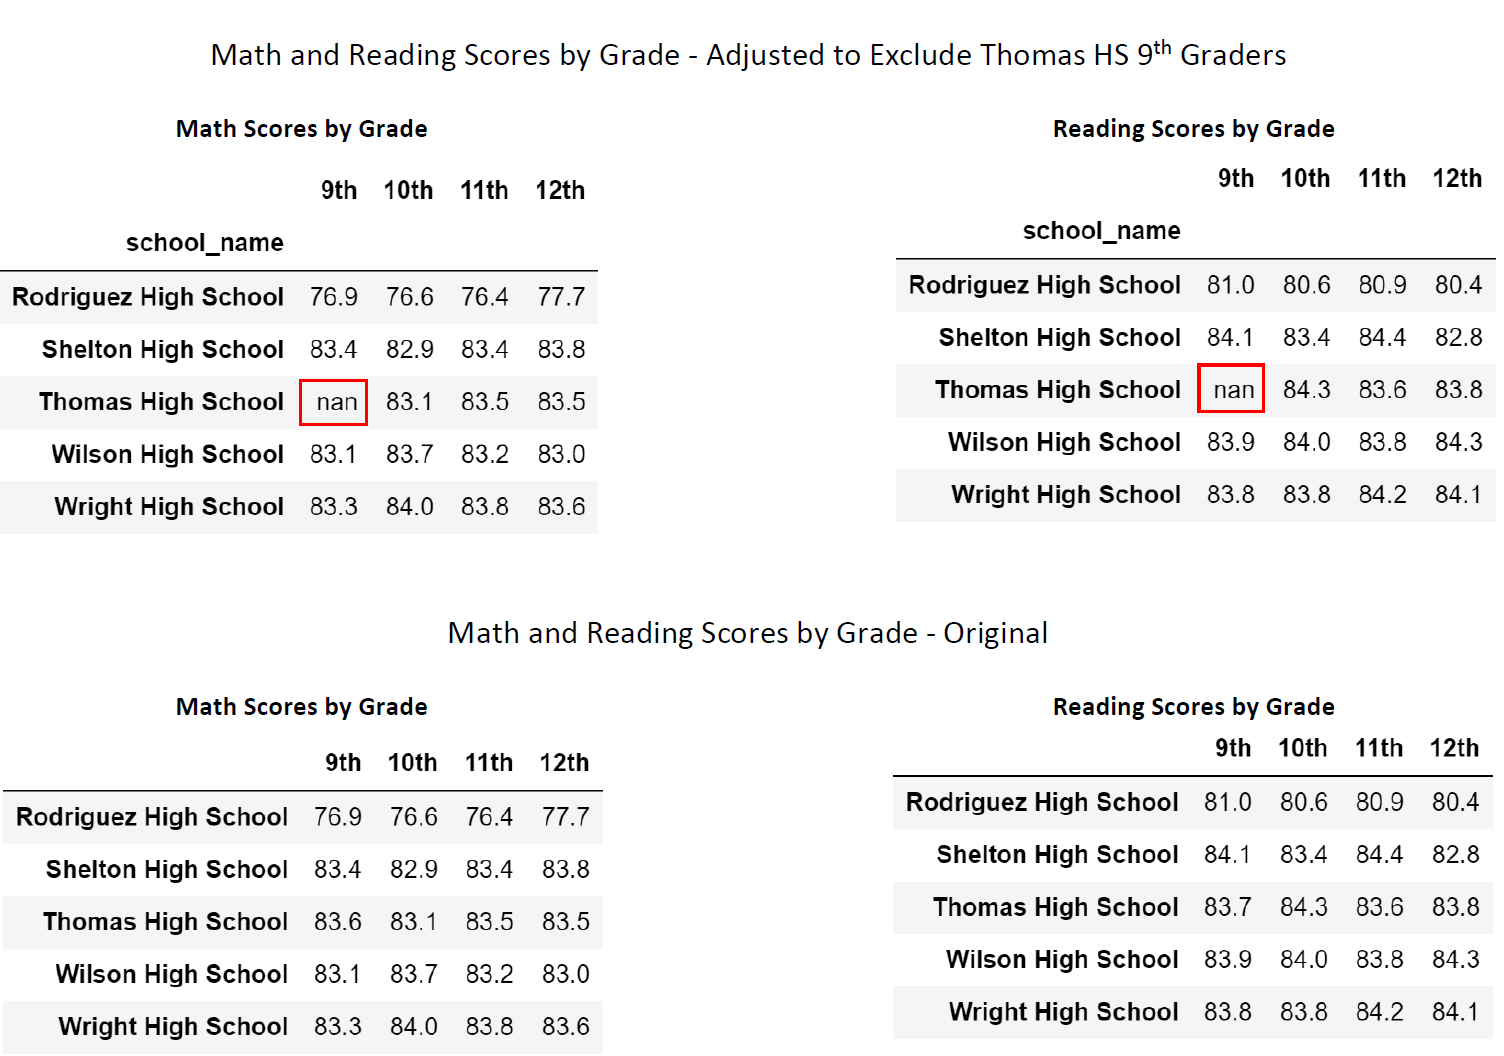 Math and Reading Scores by Grade - Adjusted to Exclude Thomas HS 9th Graders
Math Scores by Grade
9th 10th 11th 12th
school_name
Rodriguez High School 76.9 76.6 76.4 77.7
Shelton High School 83.4 82.9 83.4 83.8
Thomas High School nan 83.1 83.5 83.5
Wilson High School 83.1 83.7 83.2 83.0
Wright High School 83.3 84.0 83.8 83.6
Reading Scores by Grade
9th 10th 11th 12th
school_name
Rodriguez High School 81.0 80.6 80.9 80.4
Shelton High School 84.1 83.4 84.4 82.8
Thomas High School nan 84.3 83.6 83.8
Wilson High School 83.9 84.0 83.8 84.3
Wright High School 83.8 83.8 84.2 84.1
Math and Reading Scores by Grade - Original
Math Scores by Grade
9th 10th 11th 12th
Rodriguez High School 76.9 76.6 76.4 77.7
Shelton High School 83.4 82.9 83.4 83.8
Thomas High School 83.6 83.1 83.5 83.5
Wilson High School 83.1 83.7 83.2 83.0
Wright High School 83.3 84.0 83.8 83.6
Reading Scores by Grade
9th 10th 11th 12th
Rodriguez High School 81.0 80.6 80.9 80.4
Shelton High School 84.1 83.4 84.4 82.8
Thomas High School 83.7 84.3 83.6 83.8
Wilson High School 83.9 84.0 83.8 84.3
Wright High School 83.8 83.8 84.2 84.1